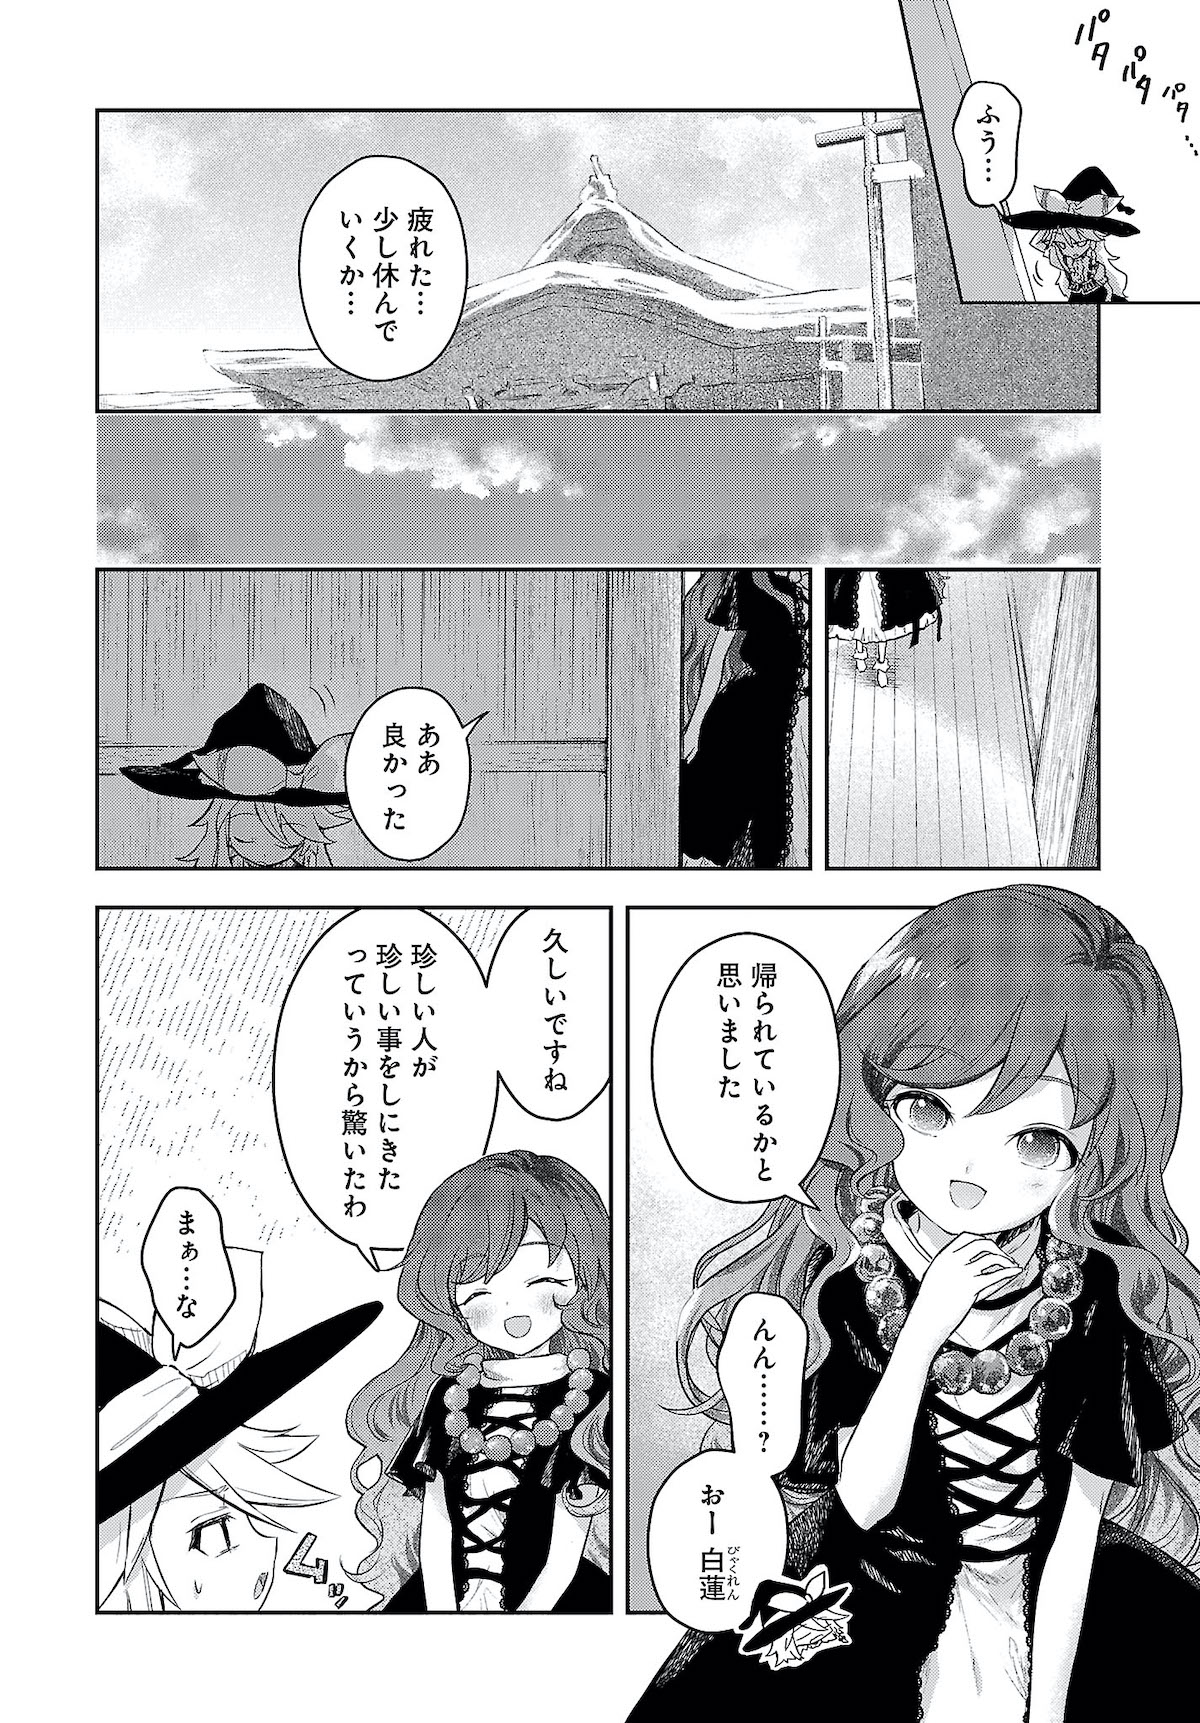 パタ
パタ
パタ…
ふう…
疲れた…
少し休んで
いくか…
ああ
良かった
帰られているかと
思いました
んん………?
おー白蓮
びゃくれん
久しいですね
珍しい人が
珍しい事をしにきた
っていうから驚いたわ
まぁ…な
ムヅ